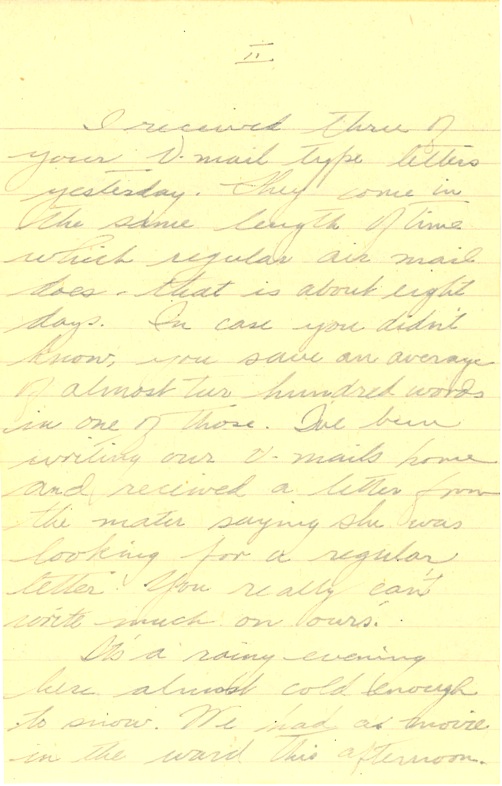 II
I received three of
your V-mail type letters
yesterday. They come in
the same length of time
which regular air mail
does - that is about eight
days. In case you didn't
know, you save an average
of almost two hundred words
in one of those. I've been
writing our V-mails home
and received a letter from
the mater saying she was
looking for a regular
letter. You really can't
write much on ours.
It's a rainy evening
here almost cold enough
to snow. We had a movie
in the ward this afternoon.